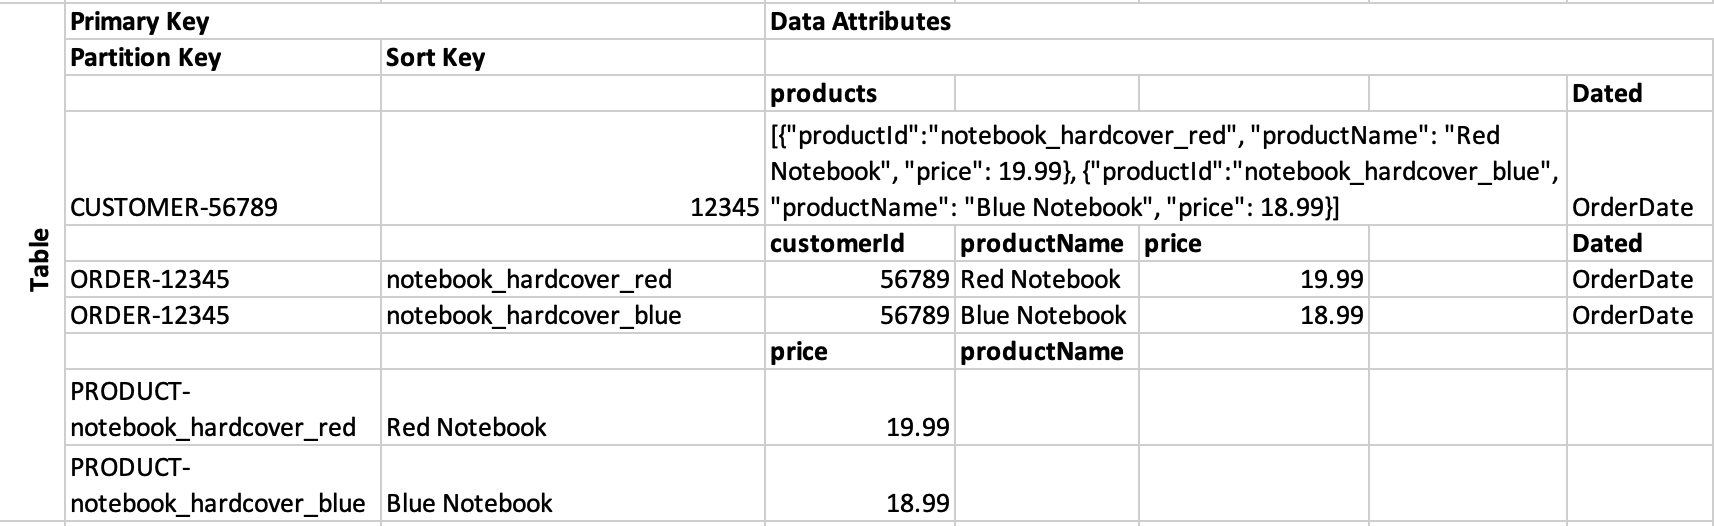 Primary Key Data Attributes
Partition Key Sort Key
products Dated
[{"productId":"notebook_hardcover_red", "productName": "Red
Notebook", "price": 19.99}, {"productId":"notebook_hardcover_blue",
CUSTOMER-56789 12345 "productName": "Blue Notebook", "price": 18.99}] OrderDate
customerId productName price Dated
Table
ORDER-12345 notebook_hardcover_red 56789 Red Notebook 19.99 OrderDate
ORDER-12345 notebook_hardcover_blue 56789 Blue Notebook 18.99 OrderDate
price productName
PRODUCT-
notebook_hardcover_red Red Notebook 19.99
PRODUCT-
notebook_hardcover_blue Blue Notebook 18.99